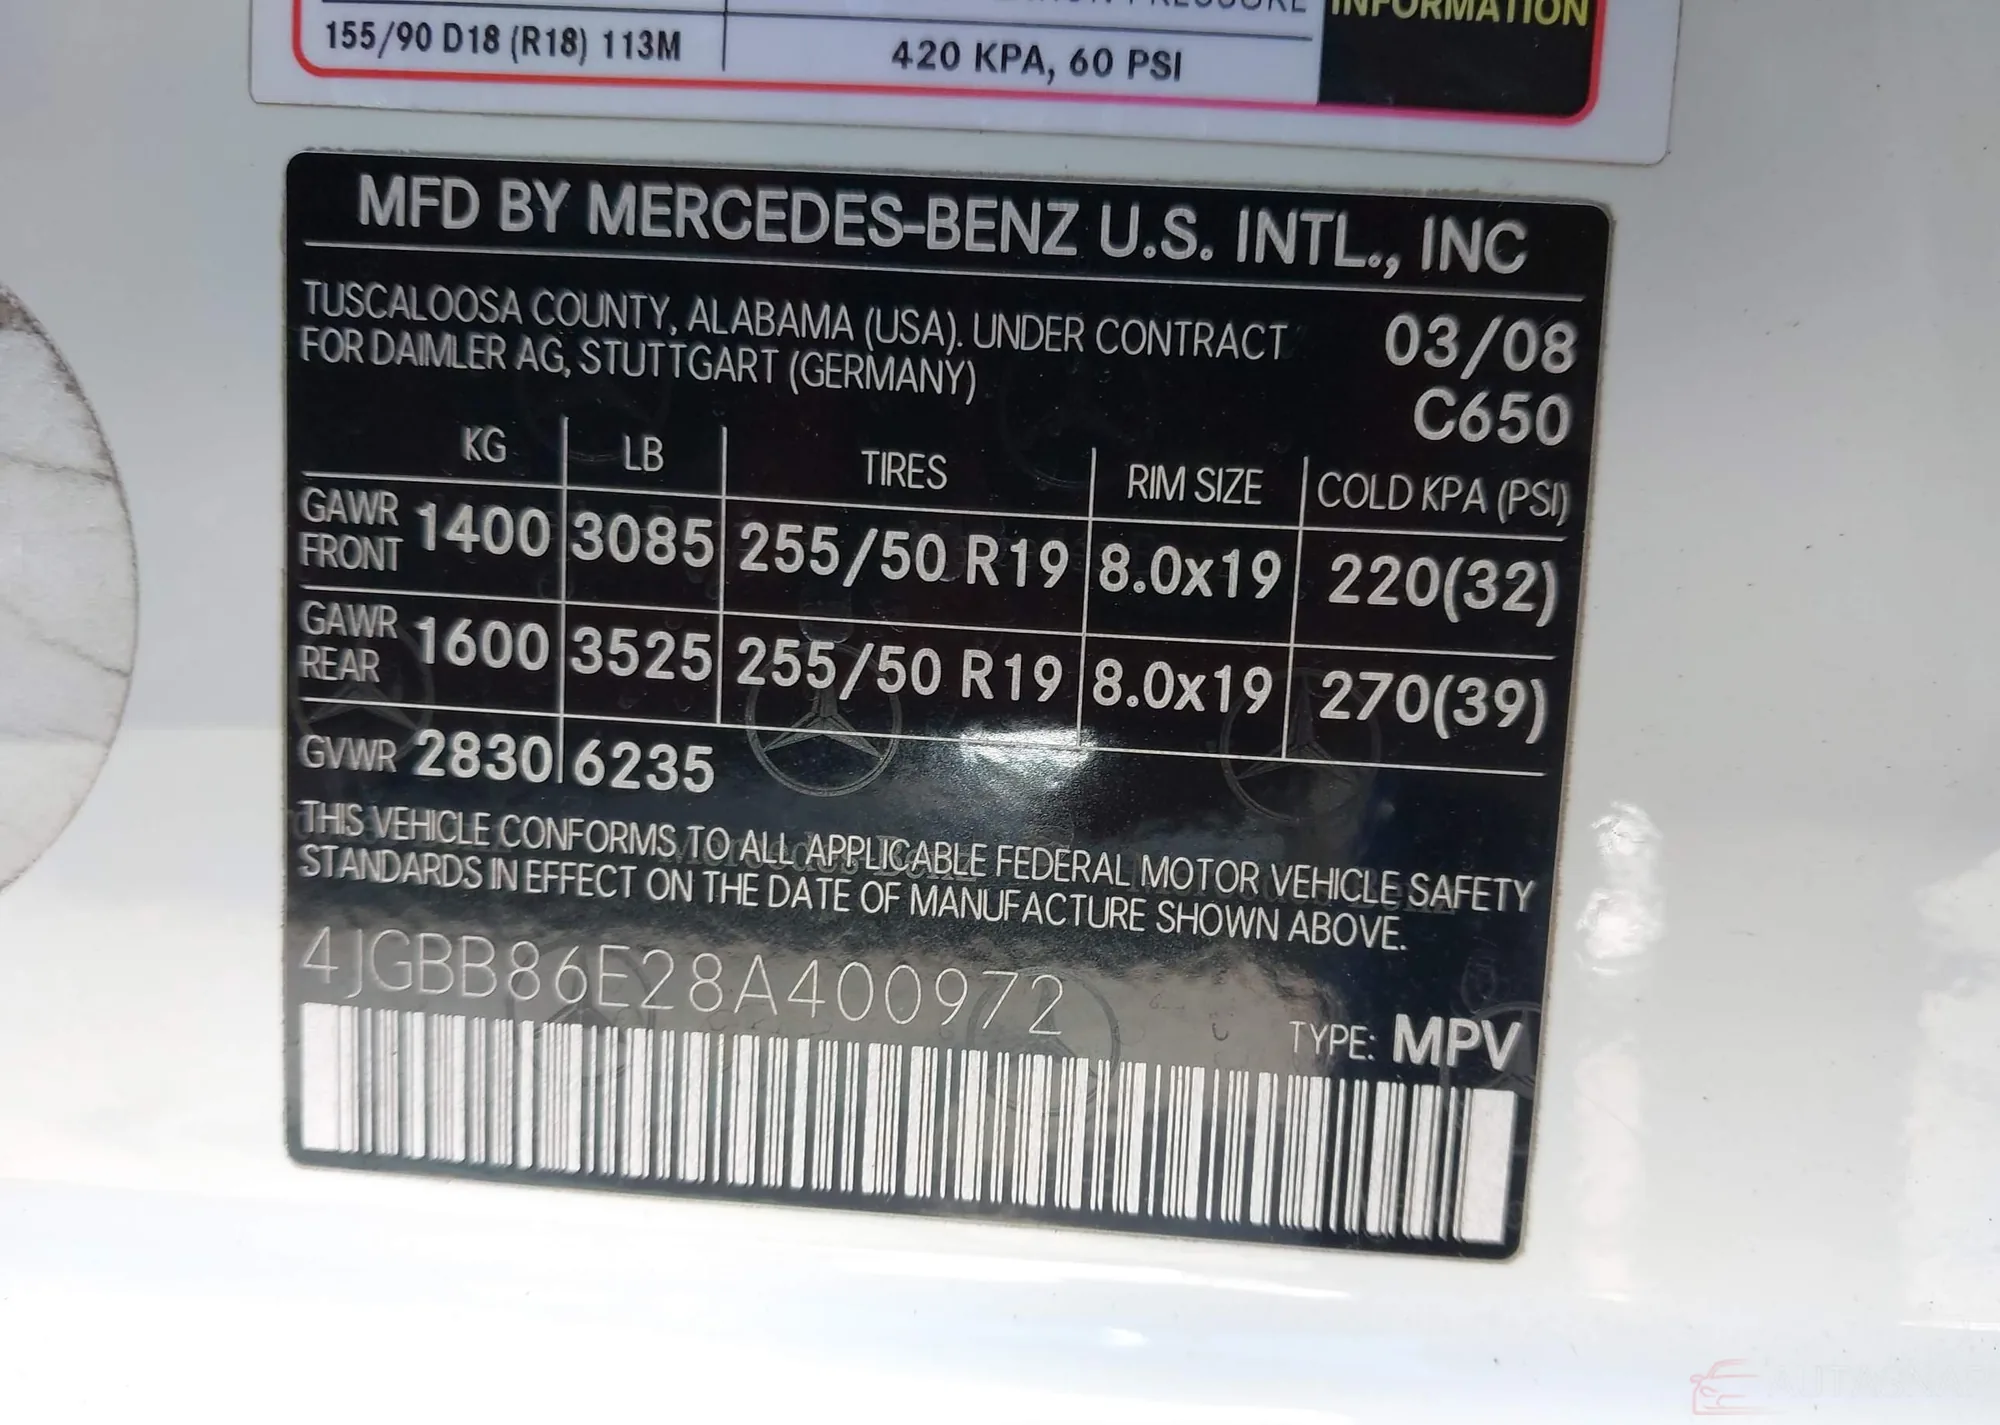 PRESSURE
INFORMATION
155/90 D18 (R18) 113M
420 KPA, 60 PSI
MFD BY MERCEDES-BENZ U.S. INTL., INC
TUSCALOOSA COUNTY, ALABAMA (USA). UNDER CONTRACT
FOR DAIMLER AG, STUTTGART (GERMANY)
03/08
C650
KG LB TIRES RIM SIZE COLD KPA (PSI)
GAWR FRONT 1400 3085 255/50 R19 8.0x19 220(32)
GAWR REAR 1600 3525 255/50 R19 8.0x19 270(39)
GVWR 2830 6235
THIS VEHICLE CONFORMS TO ALL APPLICABLE FEDERAL MOTOR VEHICLE SAFETY
STANDARDS IN EFFECT ON THE DATE OF MANUFACTURE SHOWN ABOVE.
4JGBB86E28A400972
TYPE: MPV